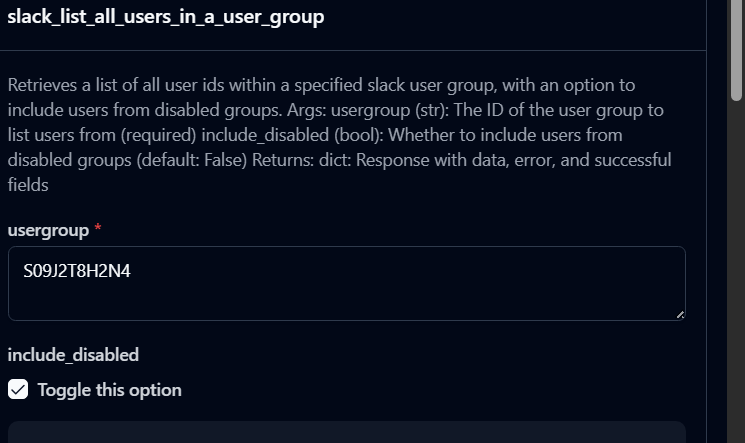 slack_list_all_users_in_a_user_group
Retrieves a list of all user ids within a specified slack user group, with an option to
include users from disabled groups. Args: usergroup (str): The ID of the user group to
list users from (required) include_disabled (bool): Whether to include users from
disabled groups (default: False) Returns: dict: Response with data, error, and successful
fields
usergroup *
S09J2T8H2N4
include_disabled
Toggle this option